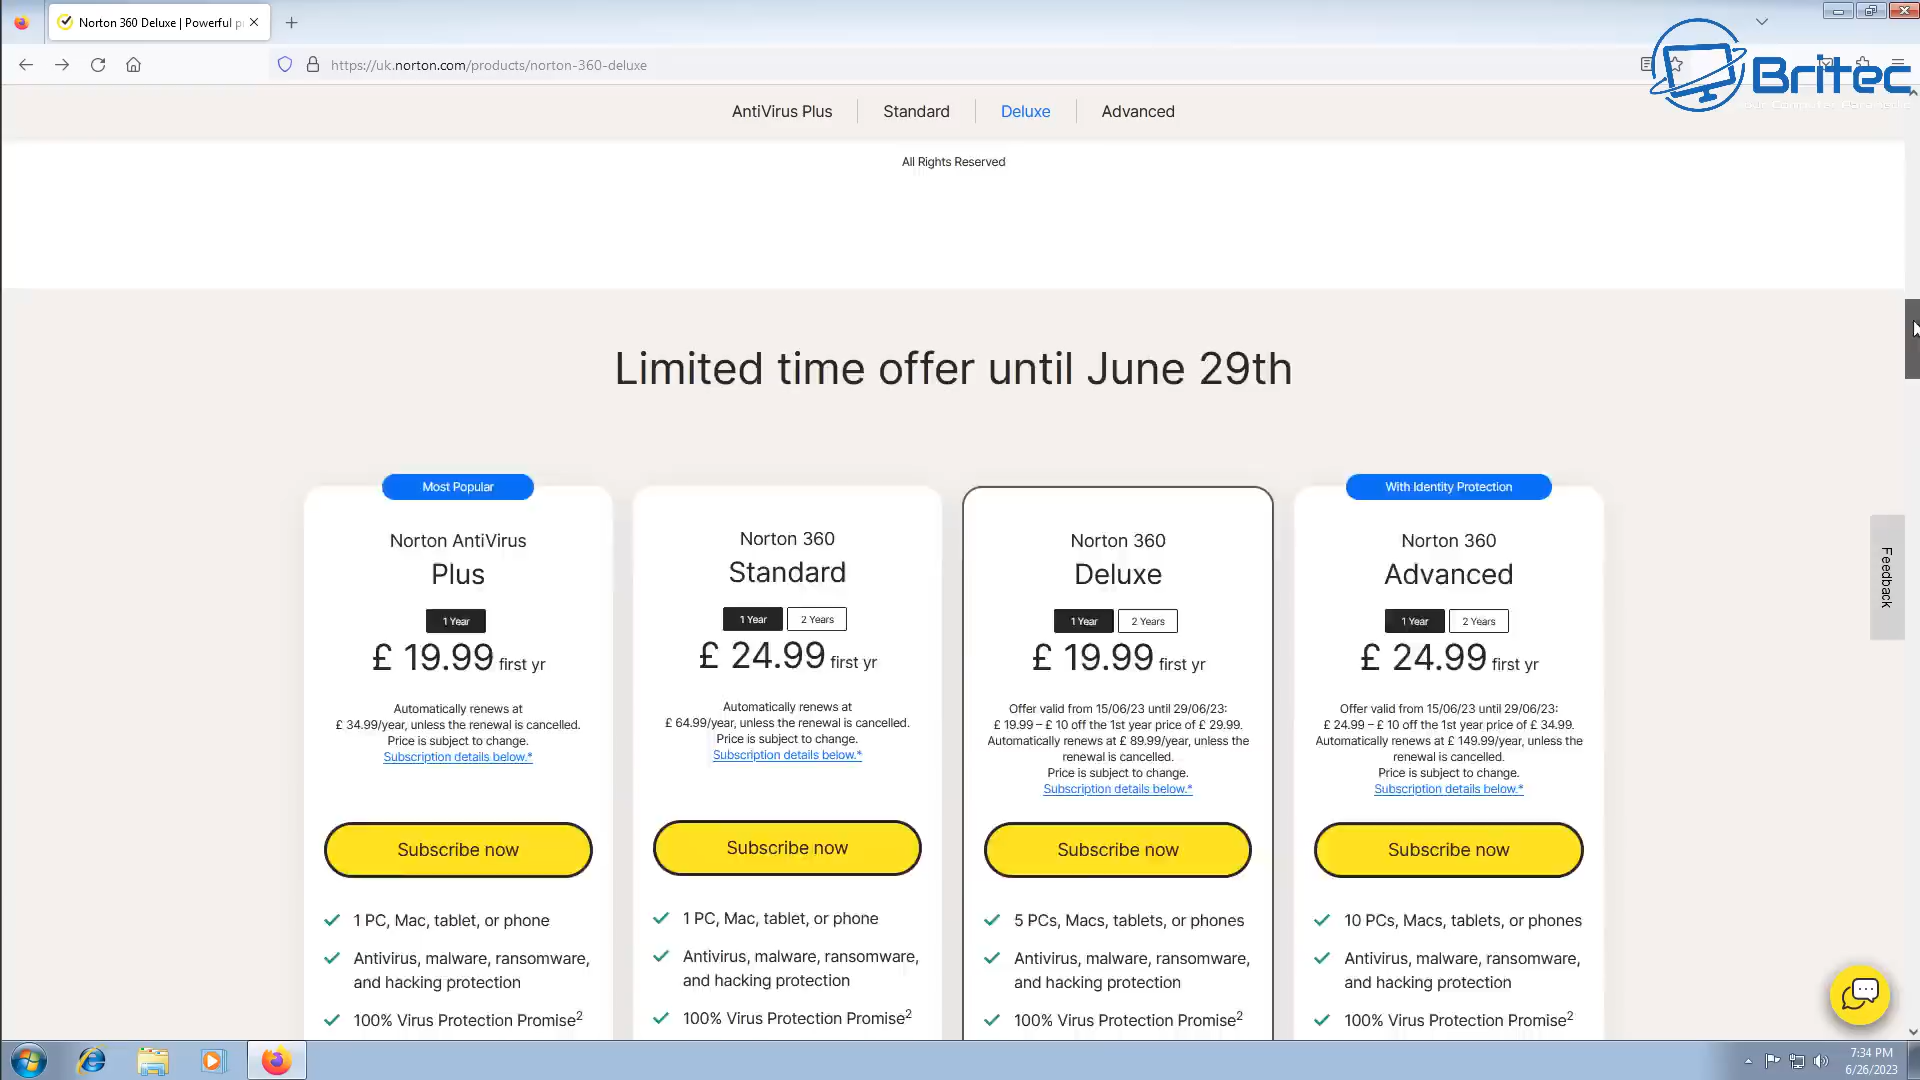 Norton 360 Deluxe | Powerful p
https://uk.norton.com/products/norton-360-deluxe
Britec
AntiVirus Plus
Standard
Deluxe
Advanced
All Rights Reserved
Limited time offer until June 29th
Most Popular
Norton AntiVirus
Plus
1 Year
£ 19.99 first yr
Automatically renews at
£ 34.99/year, unless the renewal is cancelled.
Price is subject to change.
Subscription details below.*
Subscribe now
1 PC, Mac, tablet, or phone
Antivirus, malware, ransomware,
and hacking protection
100% Virus Protection Promise2
Norton 360
Standard
1 Year
2 Years
£ 24.99 first yr
Automatically renews at
£ 64.99/year, unless the renewal is cancelled.
Price is subject to change.
Subscription details below.*
Subscribe now
1 PC, Mac, tablet, or phone
Antivirus, malware, ransomware,
and hacking protection
100% Virus Protection Promise2
Norton 360
Deluxe
1 Year
2 Years
£ 19.99 first yr
Offer valid from 15/06/23 until 29/06/23:
£ 19.99 – £ 10 off the 1st year price of £ 29.99.
Automatically renews at £ 89.99/year, unless the
renewal is cancelled.
Price is subject to change.
Subscription details below.*
Subscribe now
5 PCs, Macs, tablets, or phones
Antivirus, malware, ransomware,
and hacking protection
100% Virus Protection Promise2
With Identity Protection
Norton 360
Advanced
1 Year
2 Years
£ 24.99 first yr
Offer valid from 15/06/23 until 29/06/23:
£ 24.99 – £ 10 off the 1st year price of £ 34.99.
Automatically renews at £ 149.99/year, unless the
renewal is cancelled.
Price is subject to change.
Subscription details below.*
Subscribe now
10 PCs, Macs, tablets, or phones
Antivirus, malware, ransomware,
and hacking protection
100% Virus Protection Promise2
Feedback
7:34 PM
6/26/2023